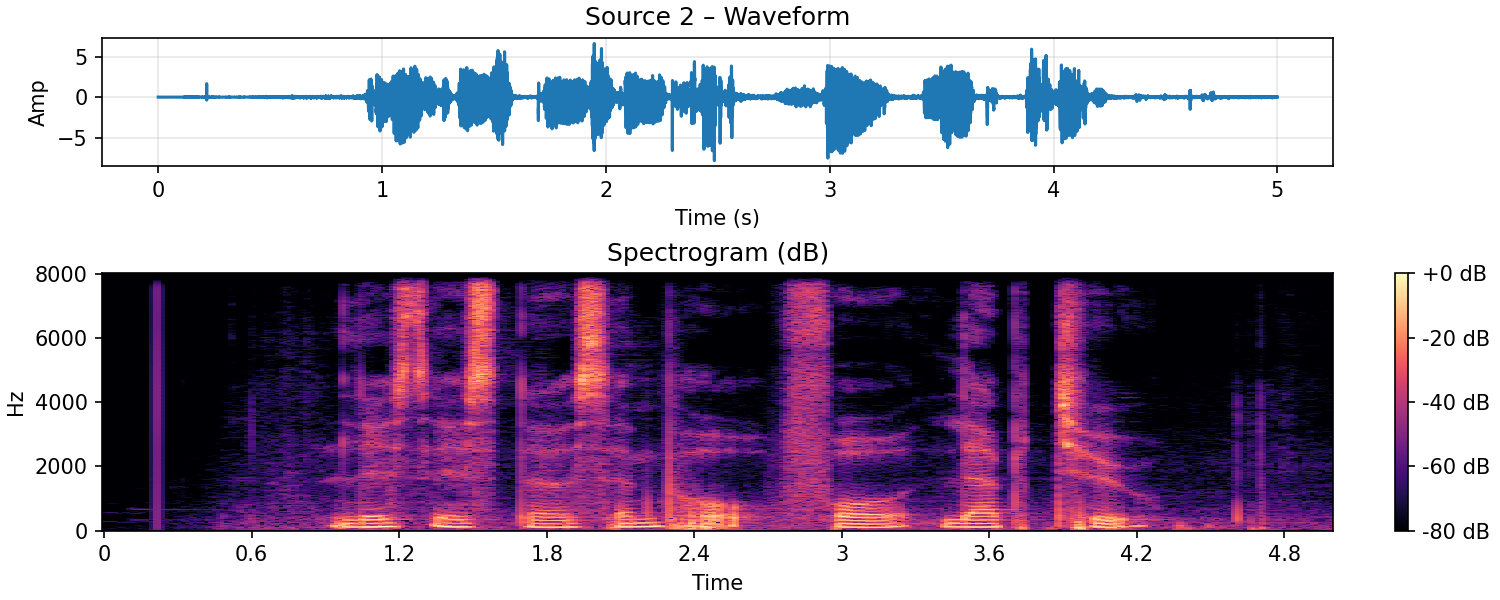 Source 2 – Waveform
5
0
−5
Amp
0 1 2 3 4 5
Time (s)
Spectrogram (dB)
8000
6000
4000
2000
0
Hz
0 0.6 1.2 1.8 2.4 3 3.6 4.2 4.8
Time
+0 dB
-20 dB
-40 dB
-60 dB
-80 dB